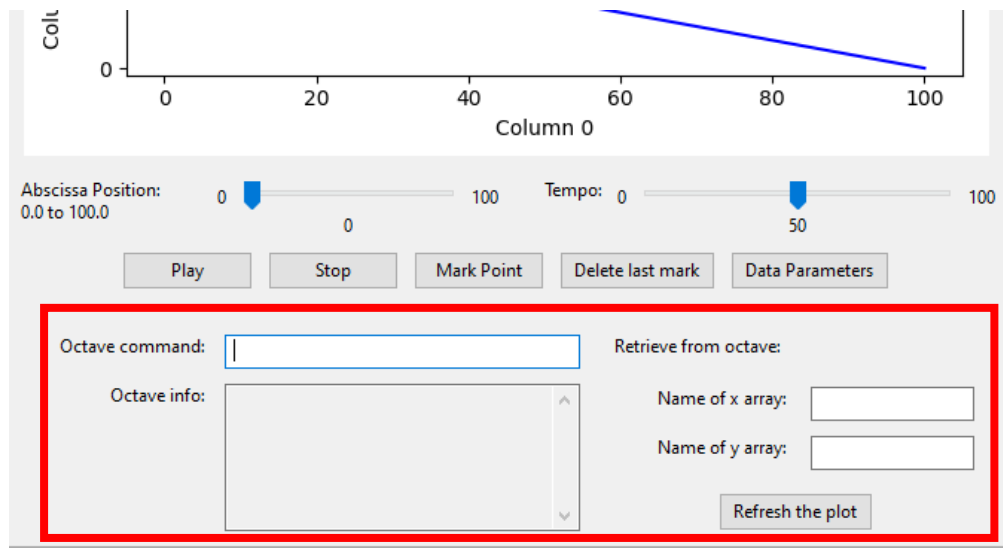 Colu
0
0 20 40 60 80 100
Column 0
Abscissa Position: 0 100 Tempo: 0 100
0.0 to 100.0
0 50
Play Stop Mark Point Delete last mark Data Parameters
Octave command: Retrieve from octave:
Octave info: Name of x array:
Name of y array:
Refresh the plot